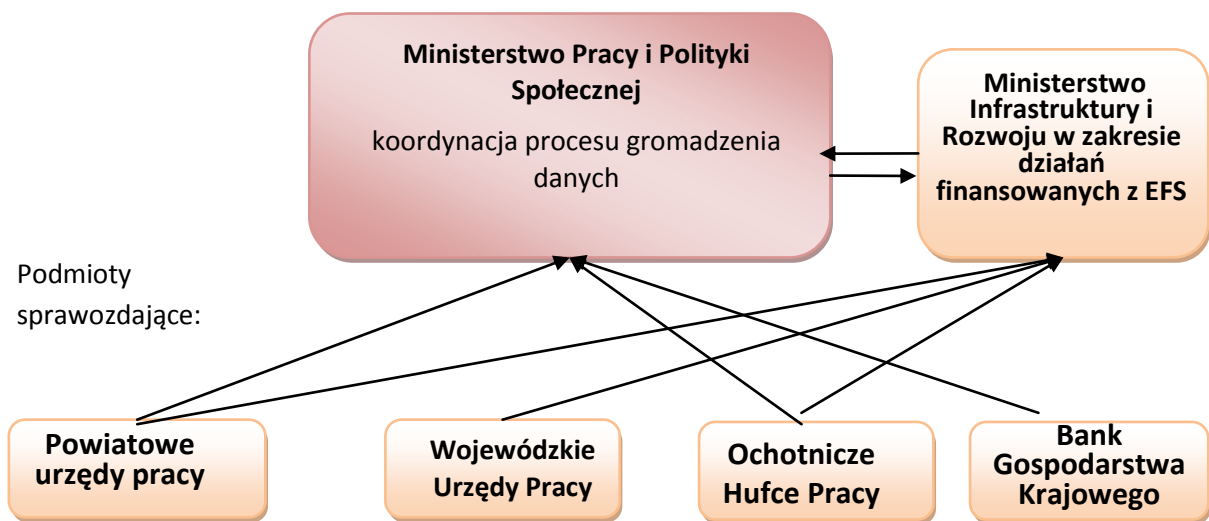 Ministerstwo Pracy i Polityki
Społecznej
koordynacja procesu gromadzenia
danych
Ministerstwo
Infrastruktury i
Rozwoju w zakresie
działań
finansowanych z EFS
Podmioty
sprawozdające:
Powiatowe
urzędy pracy
Wojewódzkie
Urzędy Pracy
Ochotnicze
Hufce Pracy
Bank
Gospodarstwa
Krajowego